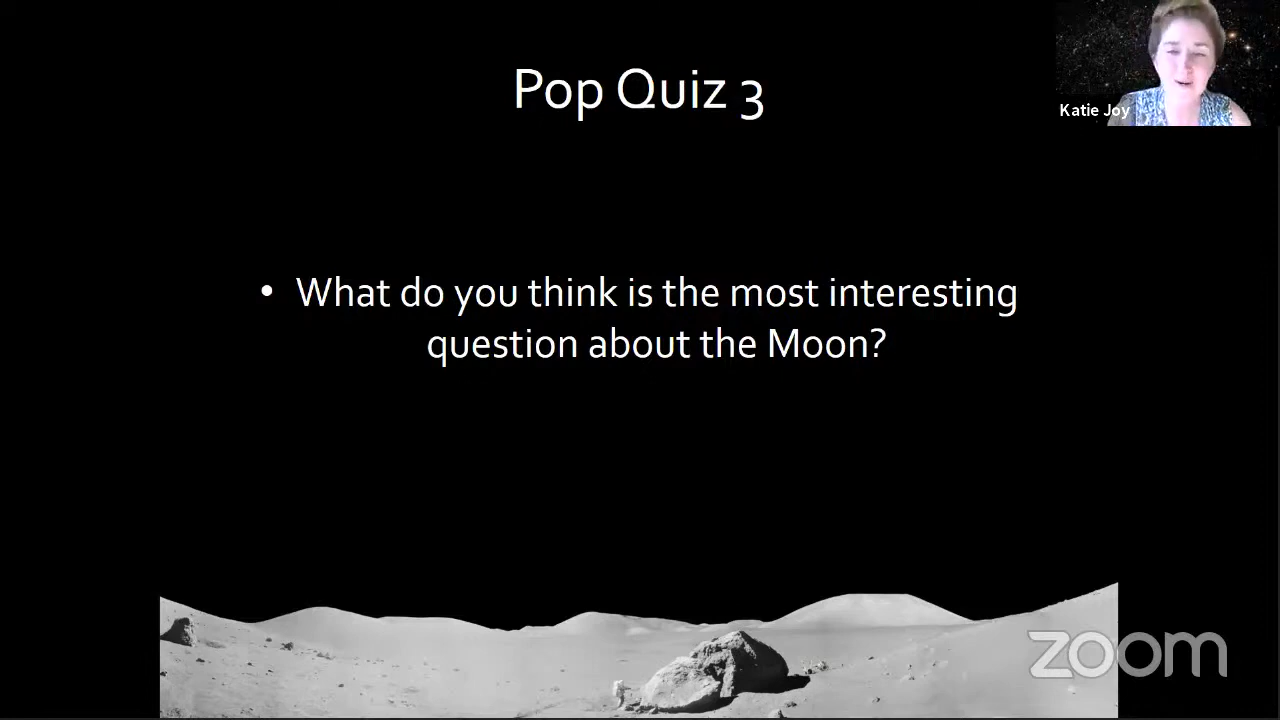 Pop Quiz 3
Katie Joy
• What do you think is the most interesting
question about the Moon?
zoom